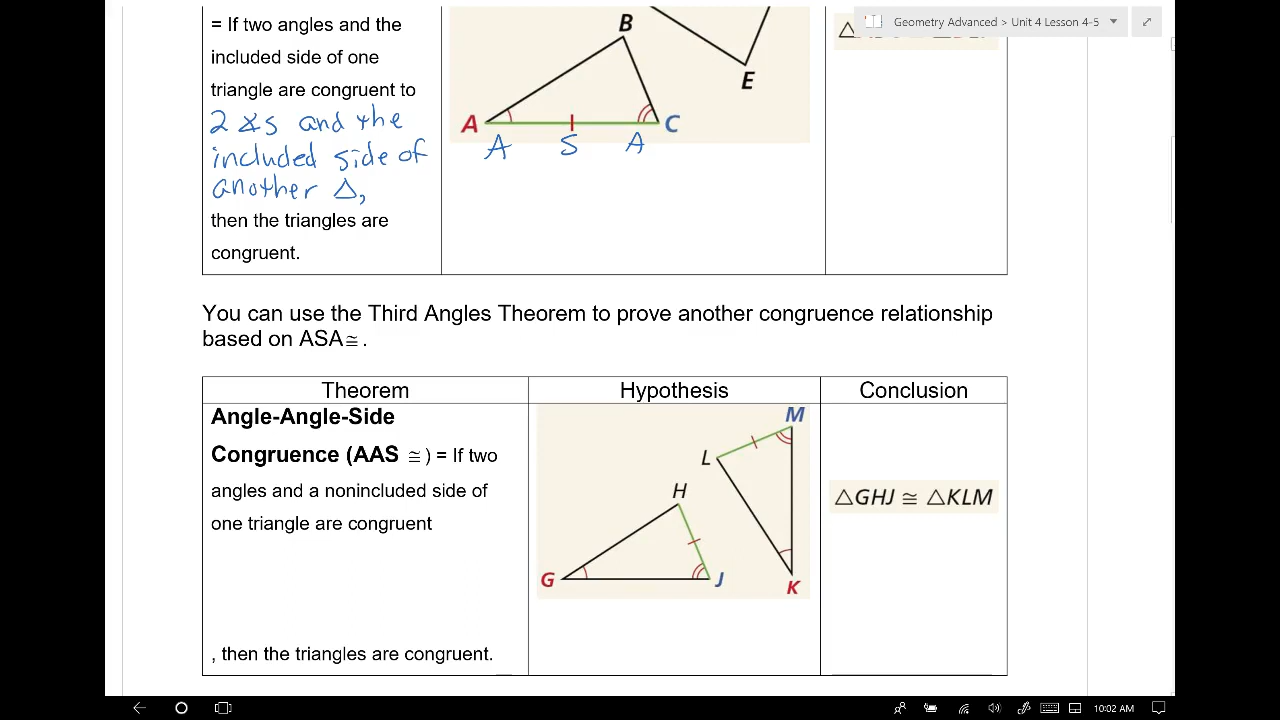 Geometry Advanced > Unit 4 Lesson 4-5
= If two angles and the
included side of one
triangle are congruent to
2 ∡s and the
included side of
another △,
then the triangles are
congruent.
B
E
A
C
A S A
You can use the Third Angles Theorem to prove another congruence relationship
based on ASA≅.
Theorem
Hypothesis
Conclusion
Angle-Angle-Side
Congruence (AAS ≅) = If two
angles and a nonincluded side of
one triangle are congruent
, then the triangles are congruent.
M
L
H
G
J
K
△GHJ ≅ △KLM
10:02 AM